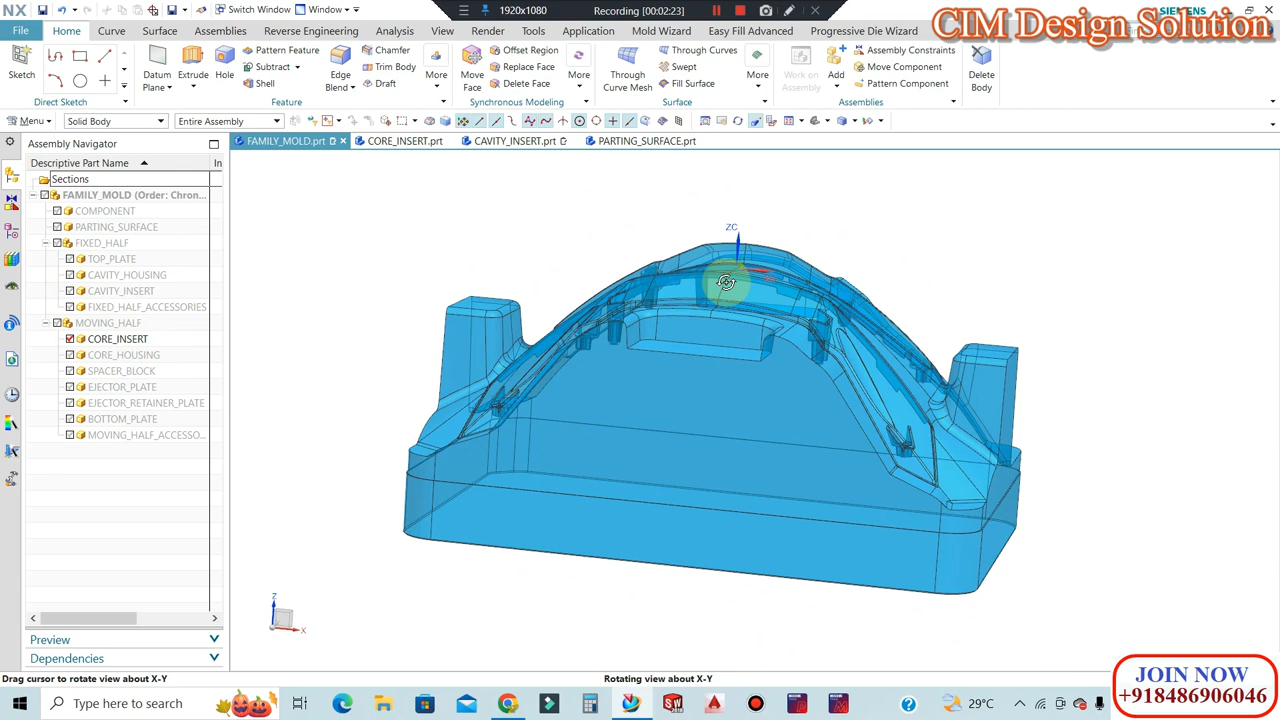 NX
Switch Window
Window
1920x1080
Recording [00:02:23]
SIEMENS
CIM Design Solution
File
Home
Curve
Surface
Assemblies
Reverse Engineering
Analysis
View
Render
Tools
Application
Mold Wizard
Easy Fill Advanced
Progressive Die Wizard
Sketch
Direct Sketch
Datum Plane
Extrude
Hole
Pattern Feature
Subtract
Shell
Edge Blend
Chamfer
Trim Body
Draft
More
Feature
Move Face
Offset Region
Replace Face
Delete Face
More
Synchronous Modeling
Through Curve Mesh
Through Curves
Swept
Fill Surface
More
Surface
Work on Assembly
Add
Assembly Constraints
Move Component
Pattern Component
Assemblies
Delete Body
Menu
Solid Body
Entire Assembly
Assembly Navigator
FAMILY_MOLD.prt
CORE_INSERT.prt
CAVITY_INSERT.prt
PARTING_SURFACE.prt
Descriptive Part Name
In
Sections
FAMILY_MOLD (Order: Chron...
COMPONENT
PARTING_SURFACE
FIXED_HALF
TOP_PLATE
CAVITY_HOUSING
CAVITY_INSERT
FIXED_HALF_ACCESSORIES
MOVING_HALF
CORE_INSERT
CORE_HOUSING
SPACER_BLOCK
EJECTOR_PLATE
EJECTOR_RETAINER_PLATE
BOTTOM_PLATE
MOVING_HALF_ACCESSO...
ZC
Z
X
Preview
Dependencies
Drag cursor to rotate view about X-Y
Rotating view about X-Y
JOIN NOW
+918486906046
Type here to search
29°C